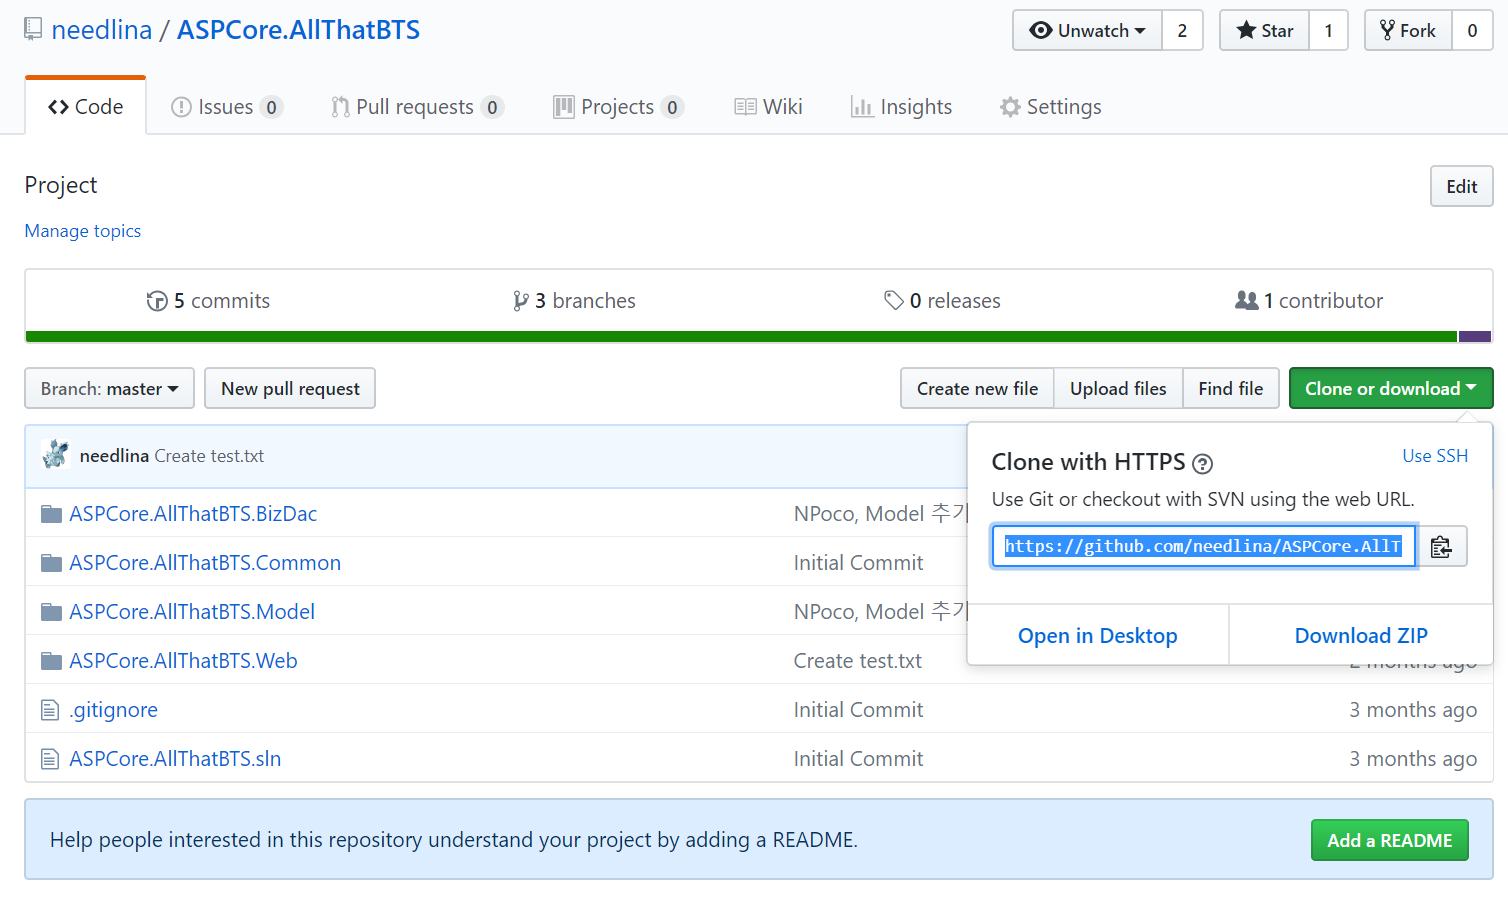 needlina / ASPCore.AllThatBTS
Unwatch 2 Star 1 Fork 0
Code Issues 0 Pull requests 0 Projects 0 Wiki Insights Settings
Project Edit
Manage topics
5 commits 3 branches 0 releases 1 contributor
Branch: master New pull request Create new file Upload files Find file Clone or download
needlina Create test.txt
Clone with HTTPS ? Use SSH
Use Git or checkout with SVN using the web URL.
https://github.com/needlina/ASPCore.AllT
Open in Desktop Download ZIP
ASPCore.AllThatBTS.BizDac NPoco, Model 추가
ASPCore.AllThatBTS.Common Initial Commit
ASPCore.AllThatBTS.Model NPoco, Model 추가
ASPCore.AllThatBTS.Web Create test.txt 2 months ago
.gitignore Initial Commit 3 months ago
ASPCore.AllThatBTS.sln Initial Commit 3 months ago
Help people interested in this repository understand your project by adding a README. Add a README